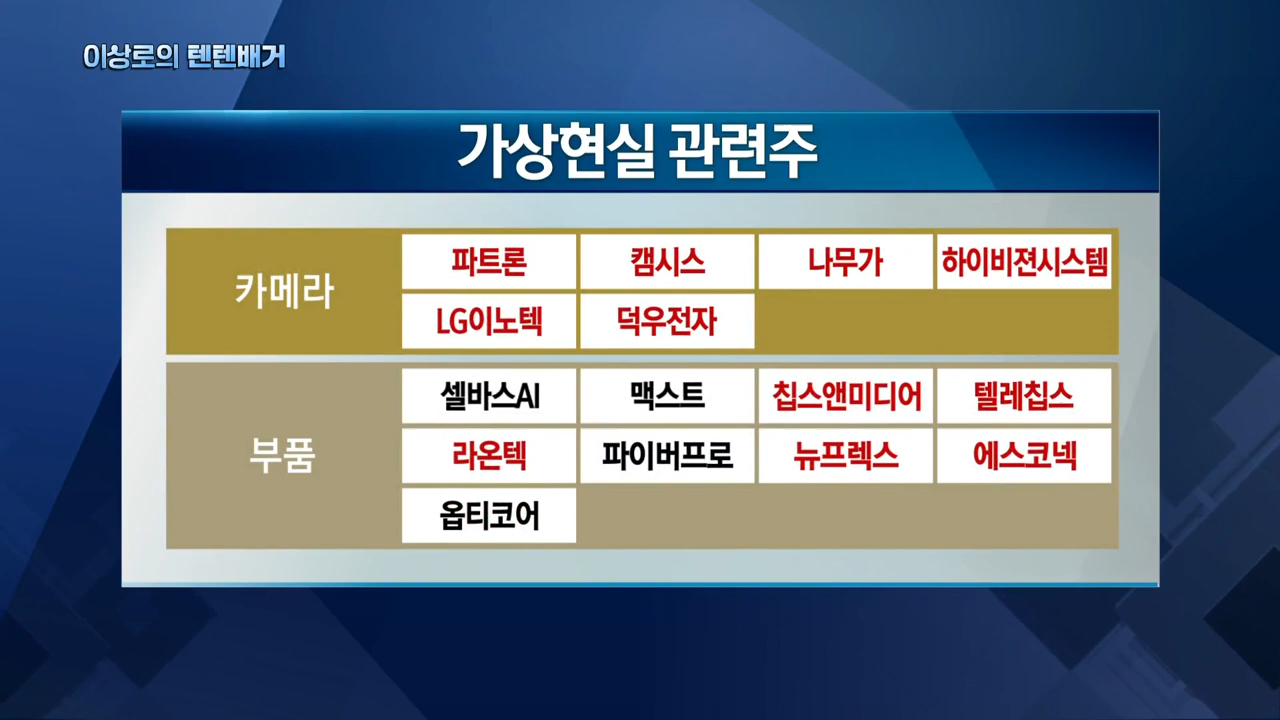 이상로의 텐텐배거
가상현실 관련주
카메라
파트론 캠시스 나무가 하이비젼시스템
LG이노텍 덕우전자
부품
셀바스AI 맥스트 칩스앤미디어 텔레칩스
라온텍 파이버프로 뉴프렉스 에스코넥
옵티코어